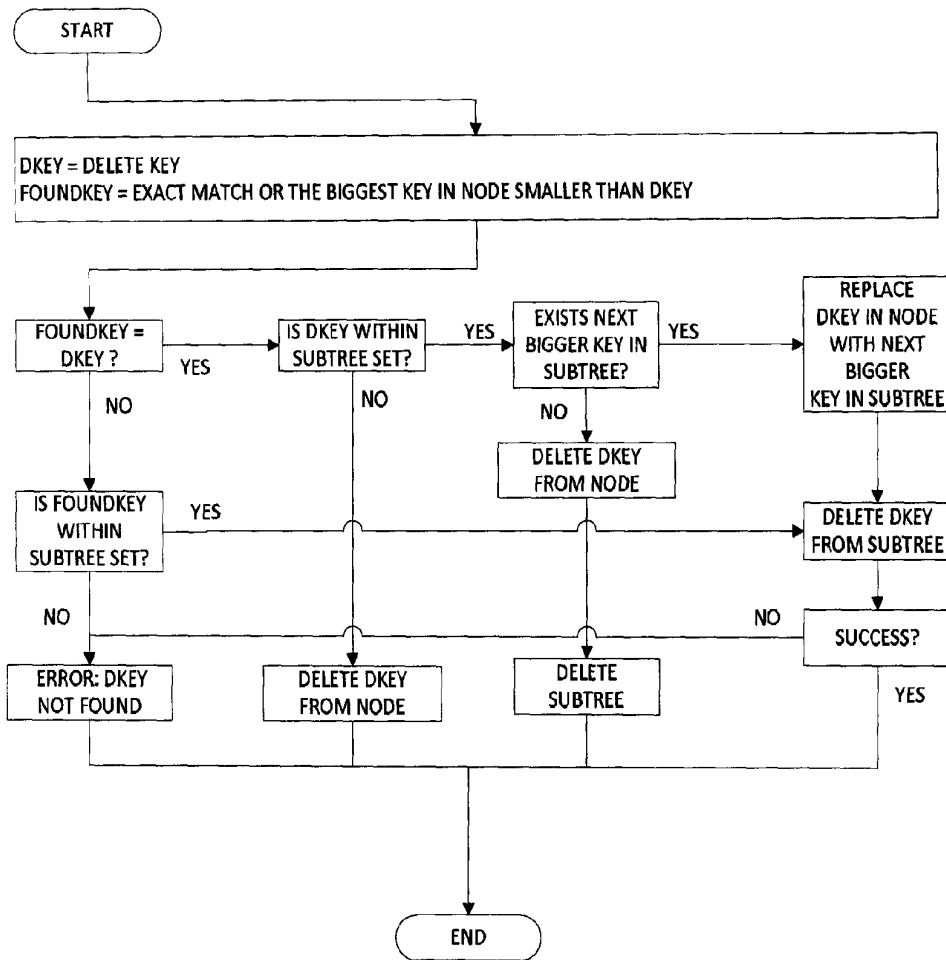 START
DKEY = DELETE KEY
FOUNDKEY = EXACT MATCH OR THE BIGGEST KEY IN NODE SMALLER THAN DKEY
FOUNDKEY =
DKEY ?
YES
NO
IS DKEY WITHIN
SUBTREE SET?
YES
NO
EXISTS NEXT
BIGGER KEY IN
SUBTREE?
YES
NO
REPLACE
DKEY IN NODE
WITH NEXT
BIGGER
KEY IN SUBTREE
DELETE DKEY
FROM NODE
IS FOUNDKEY
WITHIN
SUBTREE SET?
YES
NO
DELETE DKEY
FROM SUBTREE
SUCCESS?
NO
YES
ERROR: DKEY
NOT FOUND
DELETE DKEY
FROM NODE
DELETE
SUBTREE
END